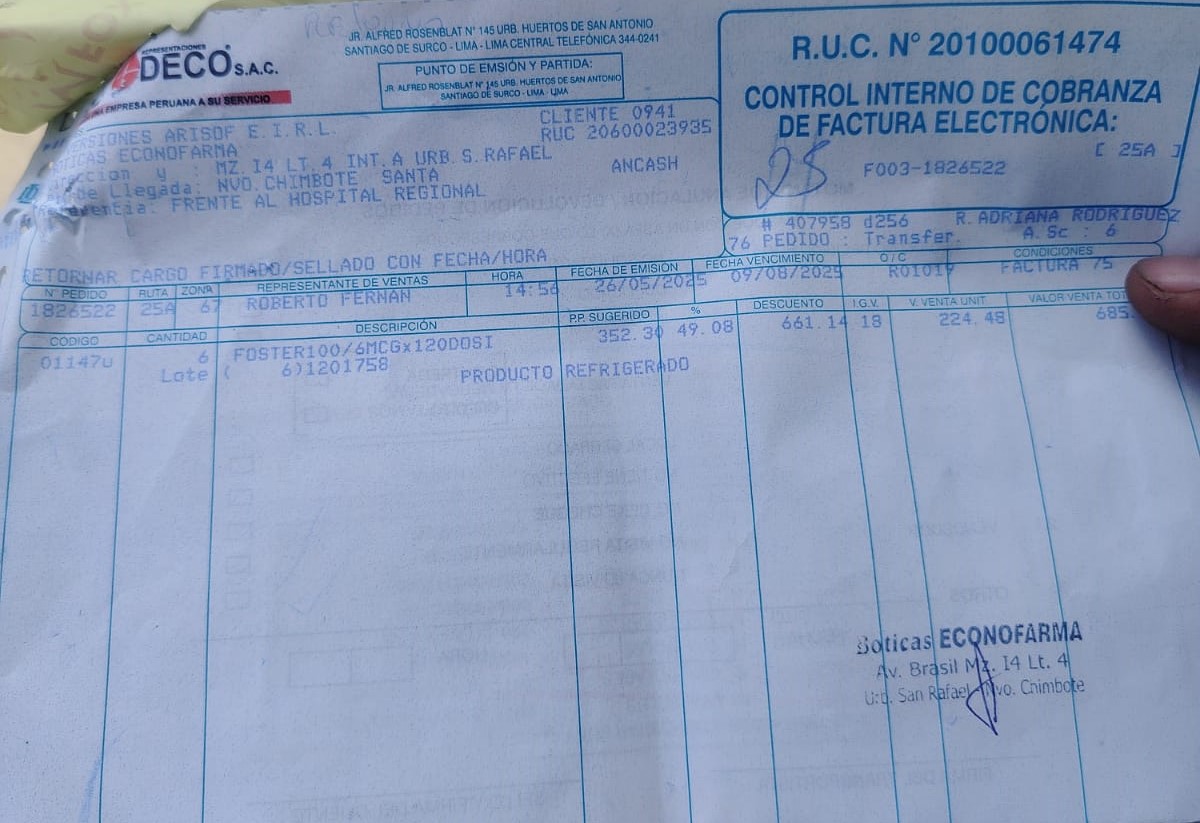 REPRESENTACIONES
DECO S.A.C.
EMPRESA PERUANA A SU SERVICIO
JR. ALFRED ROSENBLAT N° 145 URB. HUERTOS DE SAN ANTONIO
SANTIAGO DE SURCO - LIMA - LIMA CENTRAL TELEFÓNICA 344-0241
PUNTO DE EMISIÓN Y PARTIDA:
JR. ALFRED ROSENBLAT N° 145 URB. HUERTOS DE SAN ANTONIO
SANTIAGO DE SURCO - LIMA - LIMA
R.U.C. N° 20100061474
CONTROL INTERNO DE COBRANZA
DE FACTURA ELECTRÓNICA:
[ 25A ]
25
F003-1826522
ERSIONES ARISOF E.I.R.L.
TICAS ECONOFARMA
CLIENTE 0941
RUC 20600023935
reccion y : MZ. I4 LT. 4 INT. A URB. S. RAFAEL
de Llegada: NVO. CHIMBOTE SANTA ANCASH
erentia: FRENTE AL HOSPITAL REGIONAL
# 407958 d256 R. ADRIANA RODRIGUEZ
76 PEDIDO : Transfer. A. Sc : 6
RETORNAR CARGO FIRMADO/SELLADO CON FECHA/HORA
N° PEDIDO RUTA ZONA REPRESENTANTE DE VENTAS HORA FECHA DE EMISIÓN FECHA VENCIMIENTO O / C CONDICIONES
1826522 25A 67 ROBERTO FERNAN 14:56 26/05/2025 09/08/2025 R01019 FACTURA 75
CODIGO CANTIDAD DESCRIPCIÓN P.P. SUGERIDO % DESCUENTO I.G.V. V. VENTA UNIT. VALOR VENTA TOT
01147U 6 FOSTER100/6MCGx120DOSI 352.30 49.08 661.14 18 224.48 685.
Lote ( 6)1201758 PRODUCTO REFRIGERADO
Boticas ECONOFARMA
Av. Brasil Mz. I4 Lt. 4
Urb. San Rafael - Nvo. Chimbote